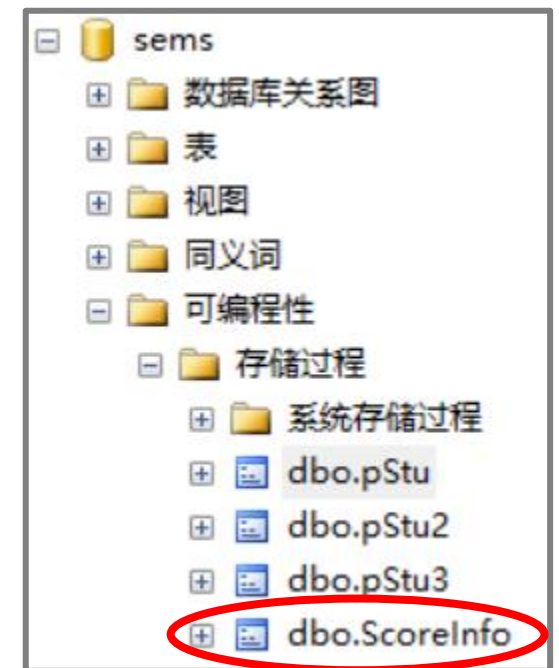 sems
数据库关系图
表
视图
同义词
可编程性
存储过程
系统存储过程
dbo.pStu
dbo.pStu2
dbo.pStu3
dbo.ScoreInfo